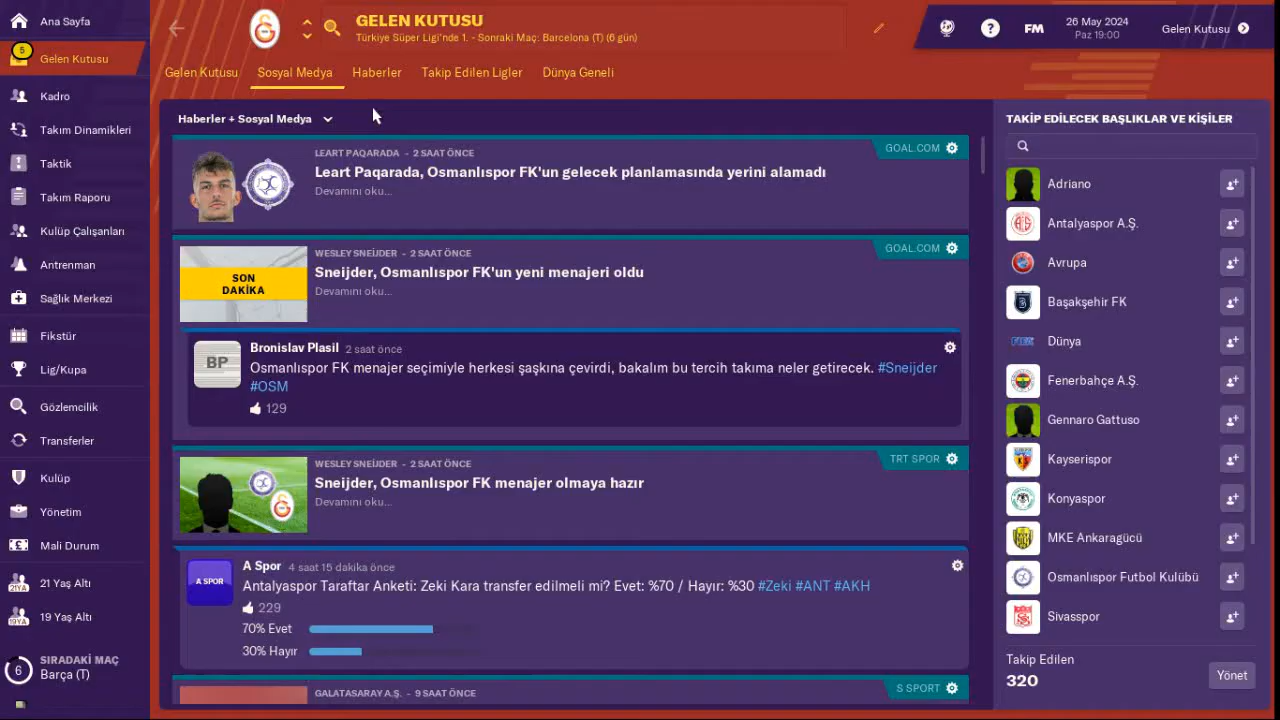 Ana Sayfa
5
Gelen Kutusu
Kadro
Takım Dinamikleri
Taktik
Takım Raporu
Kulüp Çalışanları
Antrenman
Sağlık Merkezi
Fikstür
Lig/Kupa
Gözlemcilik
Transferler
Kulüp
Yönetim
Mali Durum
21YA
21 Yaş Altı
19YA
19 Yaş Altı
6
SIRADAKİ MAÇ
Barça (T)
GELEN KUTUSU
Türkiye Süper Ligi'nde 1. - Sonraki Maç: Barcelona (T) (6 gün)
?
FM
26 May 2024
Paz 19:00
Gelen Kutusu
Gelen Kutusu
Sosyal Medya
Haberler
Takip Edilen Ligler
Dünya Geneli
Haberler + Sosyal Medya
LEART PAQARADA - 2 SAAT ÖNCE
GOAL.COM
Leart Paqarada, Osmanlıspor FK'un gelecek planlamasında yerini alamadı
Devamını oku...
SON
DAKİKA
WESLEY SNEİJDER - 2 SAAT ÖNCE
GOAL.COM
Sneijder, Osmanlıspor FK'un yeni menajeri oldu
Devamını oku...
BP
Bronislav Plasil 2 saat önce
Osmanlıspor FK menajer seçimiyle herkesi şaşkına çevirdi, bakalım bu tercih takıma neler getirecek. #Sneijder
#OSM
129
WESLEY SNEİJDER - 2 SAAT ÖNCE
TRT SPOR
Sneijder, Osmanlıspor FK menajer olmaya hazır
Devamını oku...
A SPOR
A Spor 4 saat 15 dakika önce
Antalyaspor Taraftar Anketi: Zeki Kara transfer edilmeli mi? Evet: %70 / Hayır: %30 #Zeki #ANT #AKH
229
70% Evet
30% Hayır
GALATASARAY A.Ş. - 9 SAAT ÖNCE
S SPORT
TAKİP EDİLECEK BAŞLIKLAR VE KİŞİLER
Adriano
Antalyaspor A.Ş.
Avrupa
Başakşehir FK
Dünya
Fenerbahçe A.Ş.
Gennaro Gattuso
Kayserispor
Konyaspor
MKE Ankaragücü
Osmanlıspor Futbol Kulübü
Sivasspor
Takip Edilen
320
Yönet